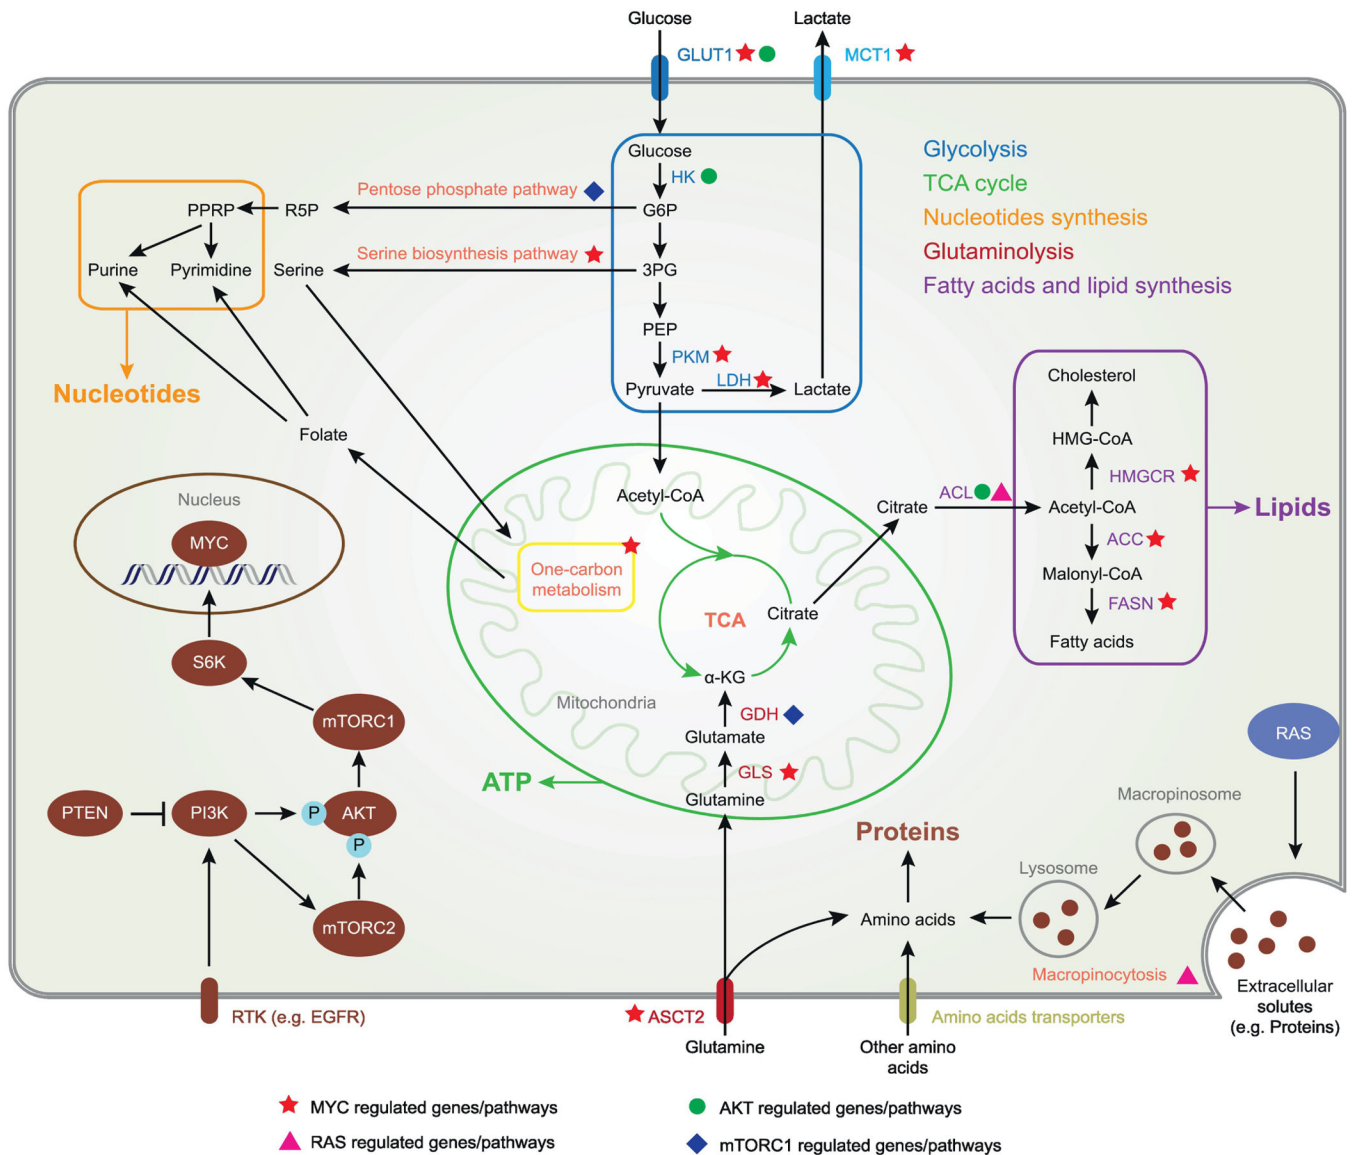 Glucose
Lactate
GLUT1
MCT1
Glucose
HK
G6P
3PG
PEP
PKM
Pyruvate
LDH
Lactate
Glycolysis
TCA cycle
Nucleotides synthesis
Glutaminolysis
Fatty acids and lipid synthesis
Pentose phosphate pathway
PPRP
R5P
Serine biosynthesis pathway
Purine
Pyrimidine
Serine
Nucleotides
Folate
Cholesterol
HMG-CoA
HMGCR
Acetyl-CoA
ACC
Malonyl-CoA
FASN
Fatty acids
Lipids
Citrate
ACL
Acetyl-CoA
One-carbon
metabolism
TCA
Citrate
α-KG
Mitochondria
GDH
Glutamate
GLS
Glutamine
ATP
Nucleus
MYC
S6K
mTORC1
PTEN
PI3K
P
AKT
P
mTORC2
RTK (e.g. EGFR)
Proteins
Amino acids
Lysosome
Macropinosome
RAS
Macropinocytosis
Extracellular
solutes
(e.g. Proteins)
ASCT2
Glutamine
Amino acids transporters
Other amino
acids
MYC regulated genes/pathways
AKT regulated genes/pathways
RAS regulated genes/pathways
mTORC1 regulated genes/pathways